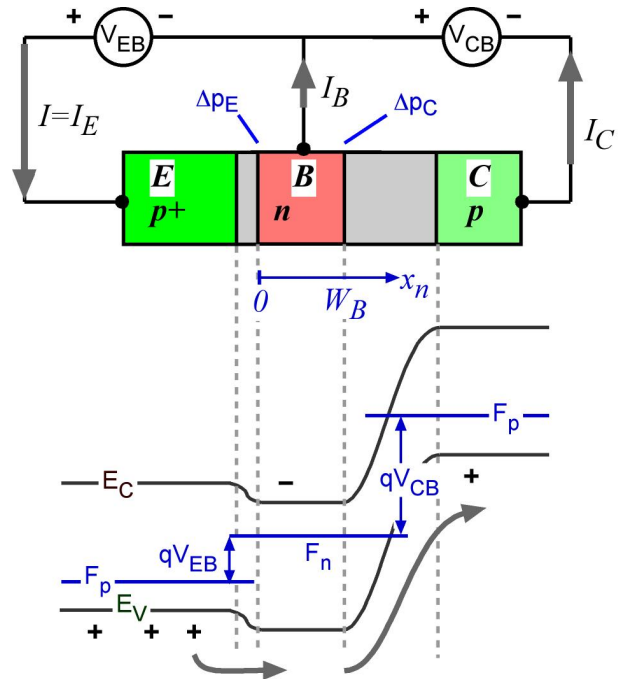 + V_EB − + V_CB −
I=I_E Δp_E I_B Δp_C I_C
E B C
p+ n p
0 W_B x_n
F_p
E_C − qV_CB +
qV_EB F_n
F_p
E_V
+ + +